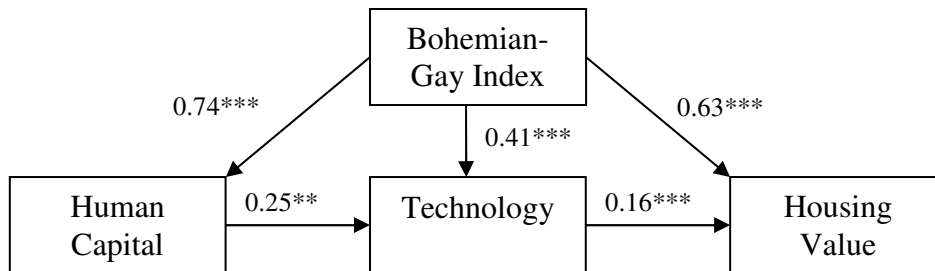 Bohemian-
Gay Index
0.74***
0.63***
0.41***
Human
Capital
0.25**
Technology
0.16***
Housing
Value